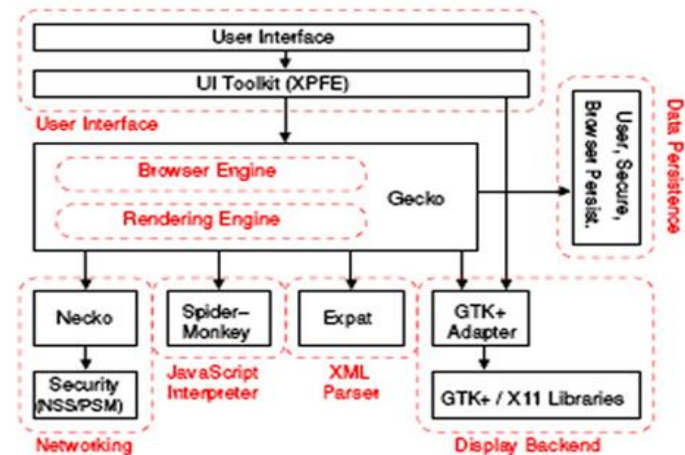 User Interface
UI Toolkit (XPFE)
User Interface
Browser Engine
Rendering Engine
Gecko
User, Secure,
Browser Persist.
Data Persistence
Necko
Security
(NSS/PSM)
Networking
Spider–
Monkey
JavaScript
Interpreter
Expat
XML
Parser
GTK+
Adapter
GTK+ / X11 Libraries
Display Backend